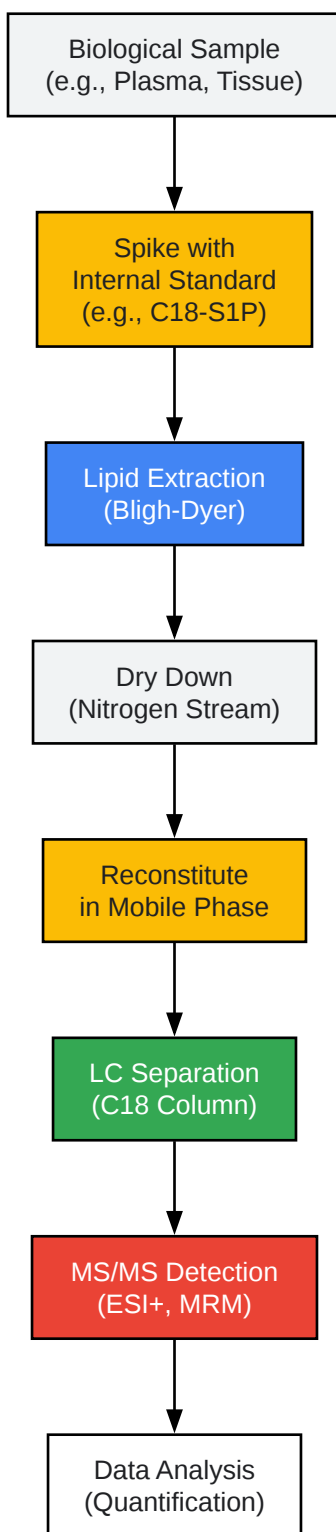 Biological Sample
(e.g., Plasma, Tissue)
Spike with
Internal Standard
(e.g., C18-S1P)
Lipid Extraction
(Bligh-Dyer)
Dry Down
(Nitrogen Stream)
Reconstitute
in Mobile Phase
LC Separation
(C18 Column)
MS/MS Detection
(ESI+, MRM)
Data Analysis
(Quantification)